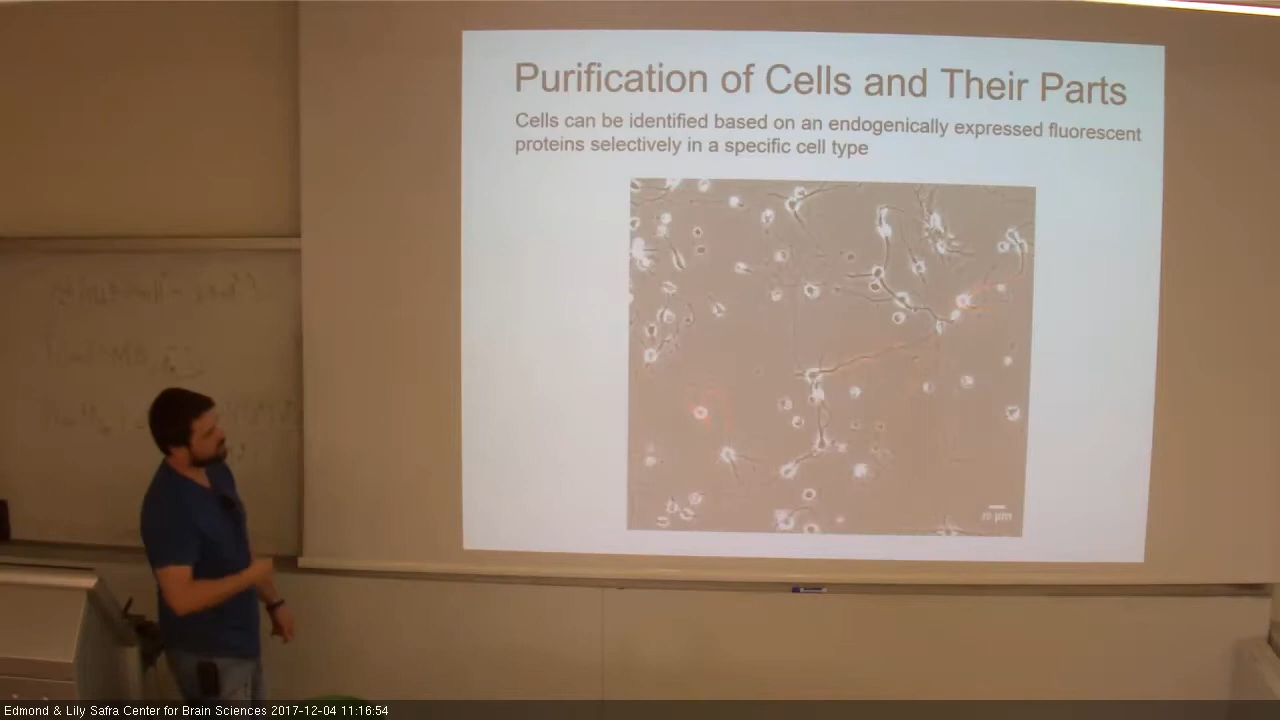 Purification of Cells and Their Parts
Cells can be identified based on an endogenically expressed fluorescent
proteins selectively in a specific cell type
Edmond & Lily Safra Center for Brain Sciences 2017-12-04 11:16:54